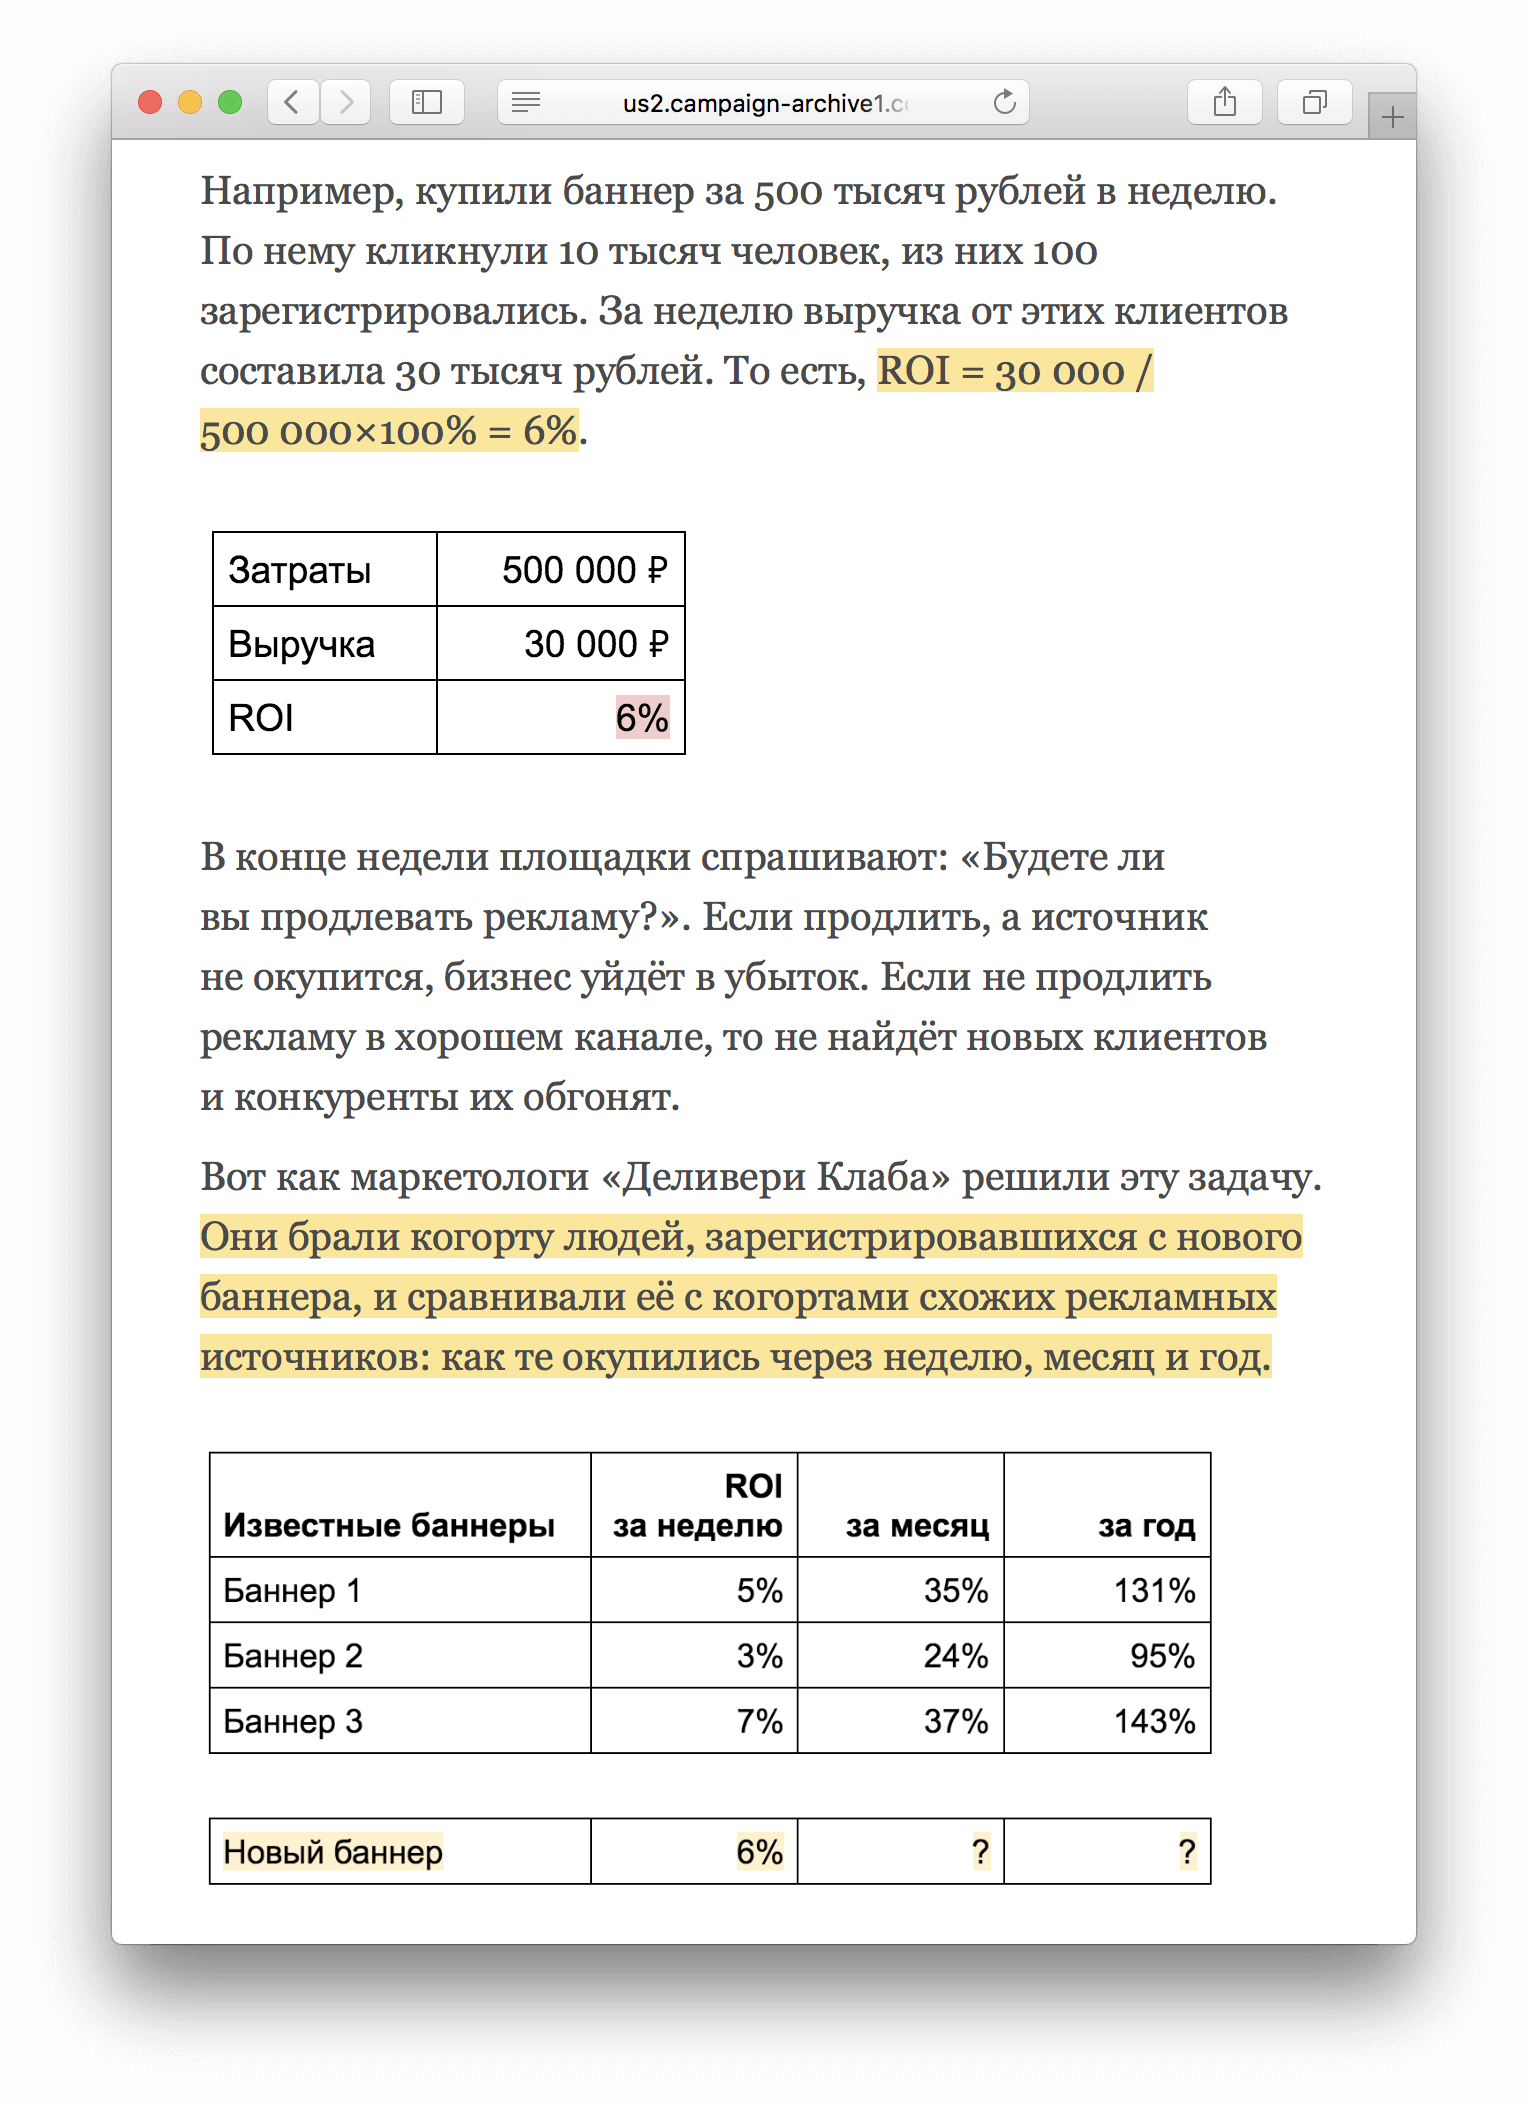 us2.campaign-archive1.c
Например, купили баннер за 500 тысяч рублей в неделю.
По нему кликнули 10 тысяч человек, из них 100
зарегистрировались. За неделю выручка от этих клиентов
составила 30 тысяч рублей. То есть, ROI = 30 000 /
500 000×100% = 6%.
Затраты 500 000 ₽
Выручка 30 000 ₽
ROI 6%
В конце недели площадки спрашивают: «Будете ли
вы продлевать рекламу?». Если продлить, а источник
не окупится, бизнес уйдёт в убыток. Если не продлить
рекламу в хорошем канале, то не найдёт новых клиентов
и конкуренты их обгонят.
Вот как маркетологи «Деливери Клаба» решили эту задачу.
Они брали когорту людей, зарегистрировавшихся с нового
баннера, и сравнивали её с когортами схожих рекламных
источников: как те окупились через неделю, месяц и год.
ROI
Известные баннеры за неделю за месяц за год
Баннер 1 5% 35% 131%
Баннер 2 3% 24% 95%
Баннер 3 7% 37% 143%
Новый баннер 6% ? ?